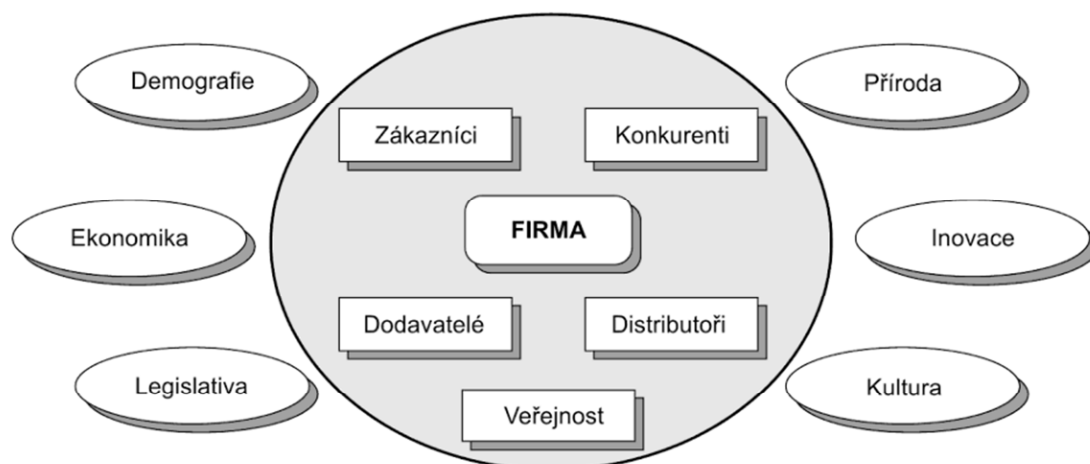 Demografie
Příroda
Zákazníci
Konkurenti
FIRMA
Ekonomika
Inovace
Dodavatelé
Distributoři
Legislativa
Kultura
Veřejnost